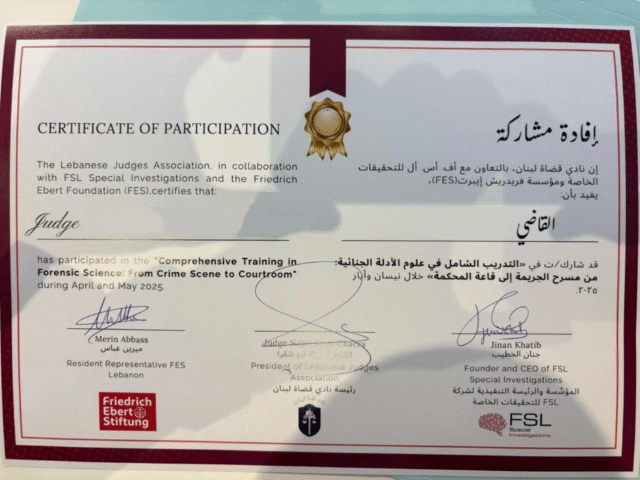 CERTIFICATE OF PARTICIPATION
The Lebanese Judges Association, in collaboration
with FSL Special Investigations and the Friedrich
Ebert Foundation (FES),certifies that:
Judge
has participated in the "Comprehensive Training in
Forensic Science: From Crime Scene to Courtroom"
during April and May 2025.
إفادة مشاركة
إن نادي قضاة لبنان، بالتعاون مع أف. أس. أل للتحقيقات
الخاصة ومؤسسة فريدريش إيبرت(FES)،
يفيد بأن:
القاضي
قد شارك/ت في «التدريب الشامل في علوم الأدلة الجنائية:
من مسرح الجريمة إلى قاعة المحكمة» خلال نيسان وأيار
٢٠٢٥.
Merin Abbass
ميرين عباس
Resident Representative FES
Lebanon
Friedrich
Ebert
Stiftung
Judge
President of Lebanese Judges
Association
رئيسة نادي قضاة لبنان
Jinan Khatib
جنان الخطيب
Founder and CEO of FSL
Special Investigations
المؤسّسة والرئيسة التنفيذية لشركة
FSL للتحقيقات الخاصة
FSL
Special
Investigations